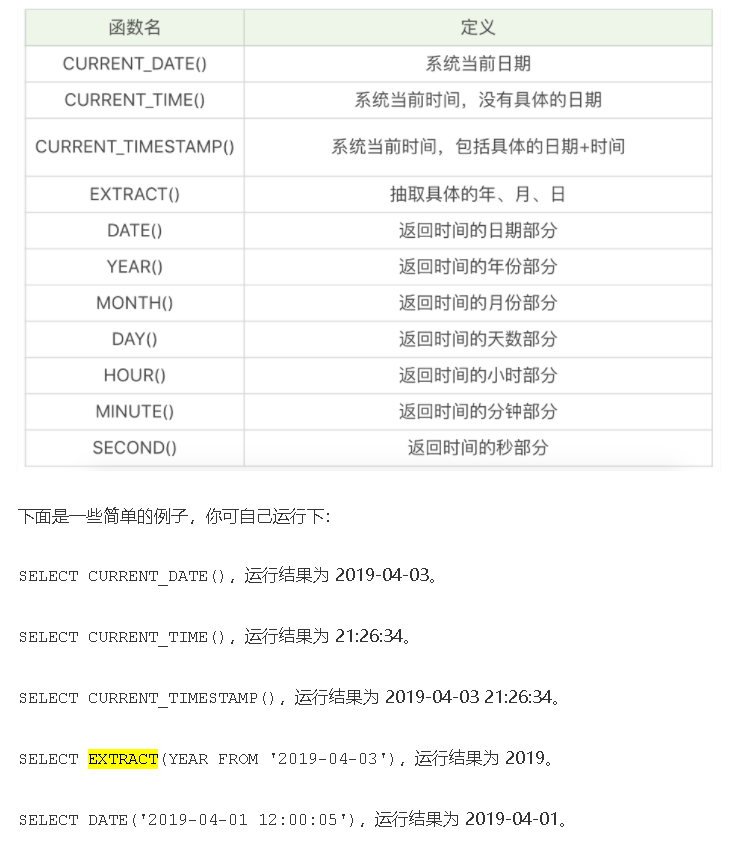 函数名 定义
CURRENT_DATE() 系统当前日期
CURRENT_TIME() 系统当前时间，没有具体的日期
CURRENT_TIMESTAMP() 系统当前时间，包括具体的日期+时间
EXTRACT() 抽取具体的年、月、日
DATE() 返回时间的日期部分
YEAR() 返回时间的年份部分
MONTH() 返回时间的月份部分
DAY() 返回时间的天数部分
HOUR() 返回时间的小时部分
MINUTE() 返回时间的分钟部分
SECOND() 返回时间的秒部分
下面是一些简单的例子，你可自己运行下：
SELECT CURRENT_DATE()，运行结果为 2019-04-03。
SELECT CURRENT_TIME()，运行结果为 21:26:34。
SELECT CURRENT_TIMESTAMP()，运行结果为 2019-04-03 21:26:34。
SELECT EXTRACT(YEAR FROM '2019-04-03')，运行结果为 2019。
SELECT DATE('2019-04-01 12:00:05')，运行结果为 2019-04-01。